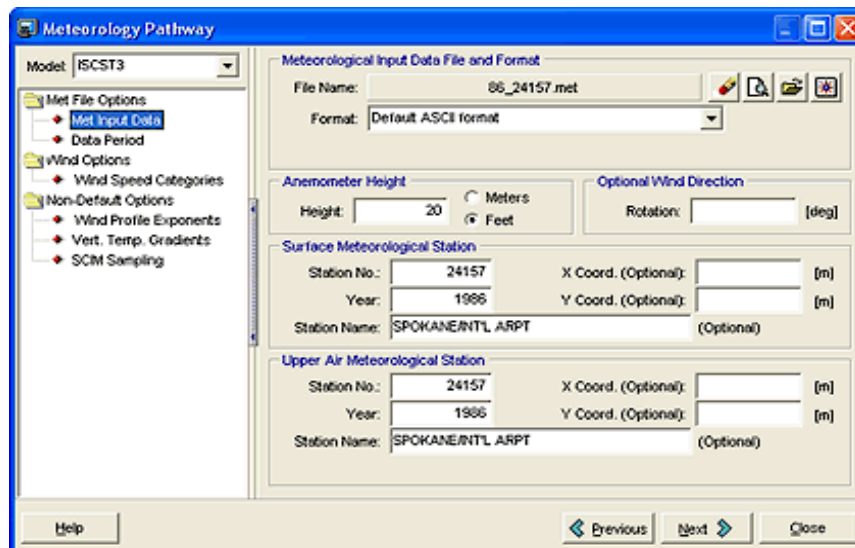 Meteorology Pathway
Model: ISCST3
Met File Options
Met Input Data
Data Period
Wind Options
Wind Speed Categories
Non-Default Options
Wind Profile Exponents
Vert. Temp. Gradients
SCIM Sampling
Meteorological Input Data File and Format
File Name: 86_24157.met
Format: Default ASCII format
Anemometer Height
Height: 20
Meters
Feet
Optional Wind Direction
Rotation: [deg]
Surface Meteorological Station
Station No.: 24157 X Coord. (Optional): [m]
Year: 1986 Y Coord. (Optional): [m]
Station Name: SPOKANE/INT'L ARPT (Optional)
Upper Air Meteorological Station
Station No.: 24157 X Coord. (Optional): [m]
Year: 1986 Y Coord. (Optional): [m]
Station Name: SPOKANE/INT'L ARPT (Optional)
Help Previous Next Close